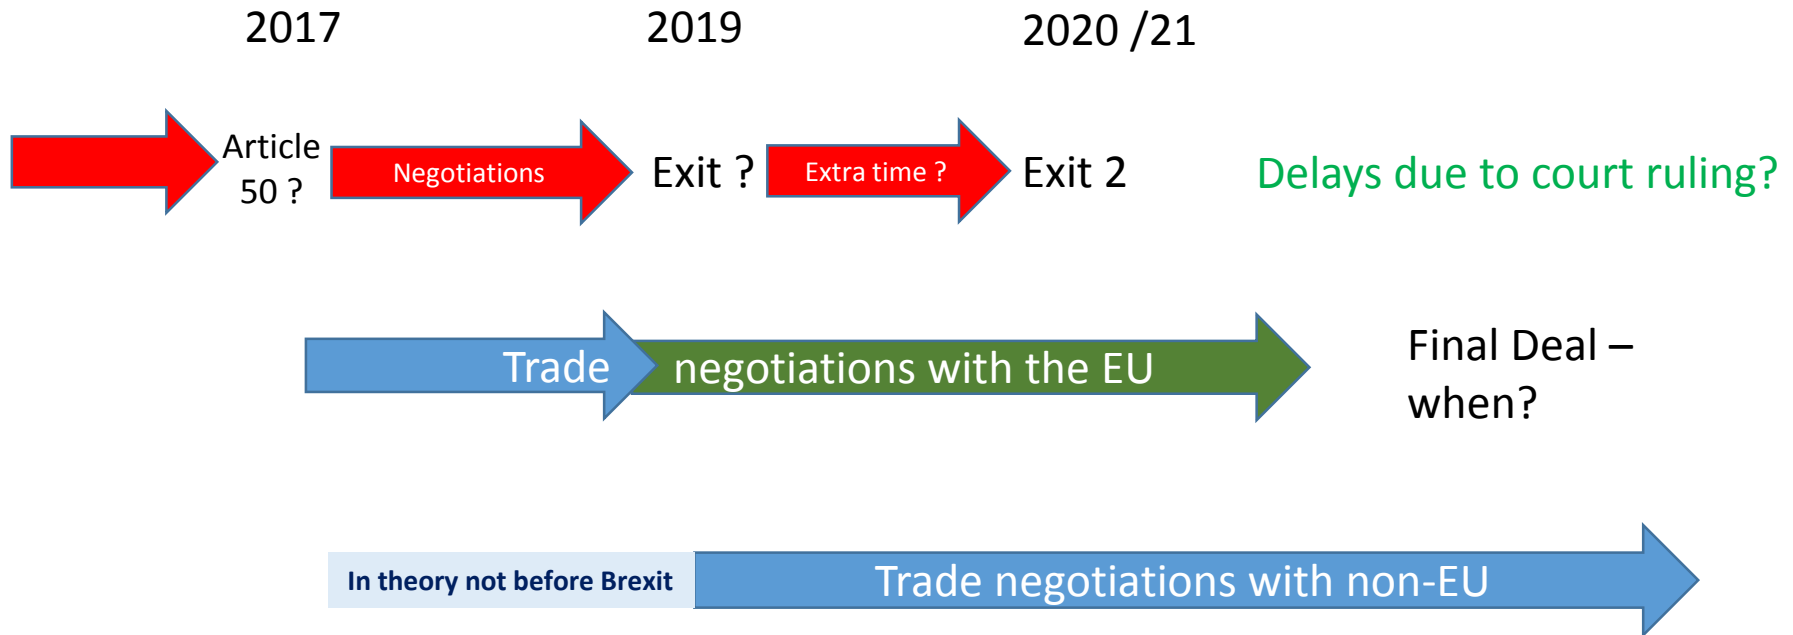 2017 2019 2020 /21
Article
50 ?
Negotiations
Exit ?
Extra time ?
Exit 2
Delays due to court ruling?
Trade negotiations with the EU
Final Deal –
when?
In theory not before Brexit
Trade negotiations with non-EU